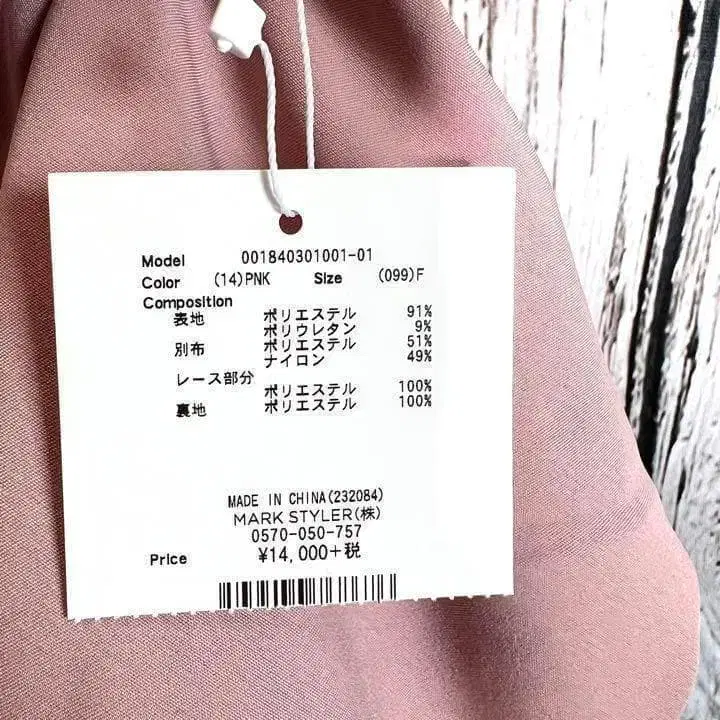 Model 001840301001-01
Color (14)PNK Size (099)F
Composition
表地 ポリエステル 91%
ポリウレタン 9%
別布 ポリエステル 51%
ナイロン 49%
レース部分
ポリエステル 100%
裏地 ポリエステル 100%
MADE IN CHINA(232084)
MARK STYLER(株)
0570-050-757
Price ¥14,000+税